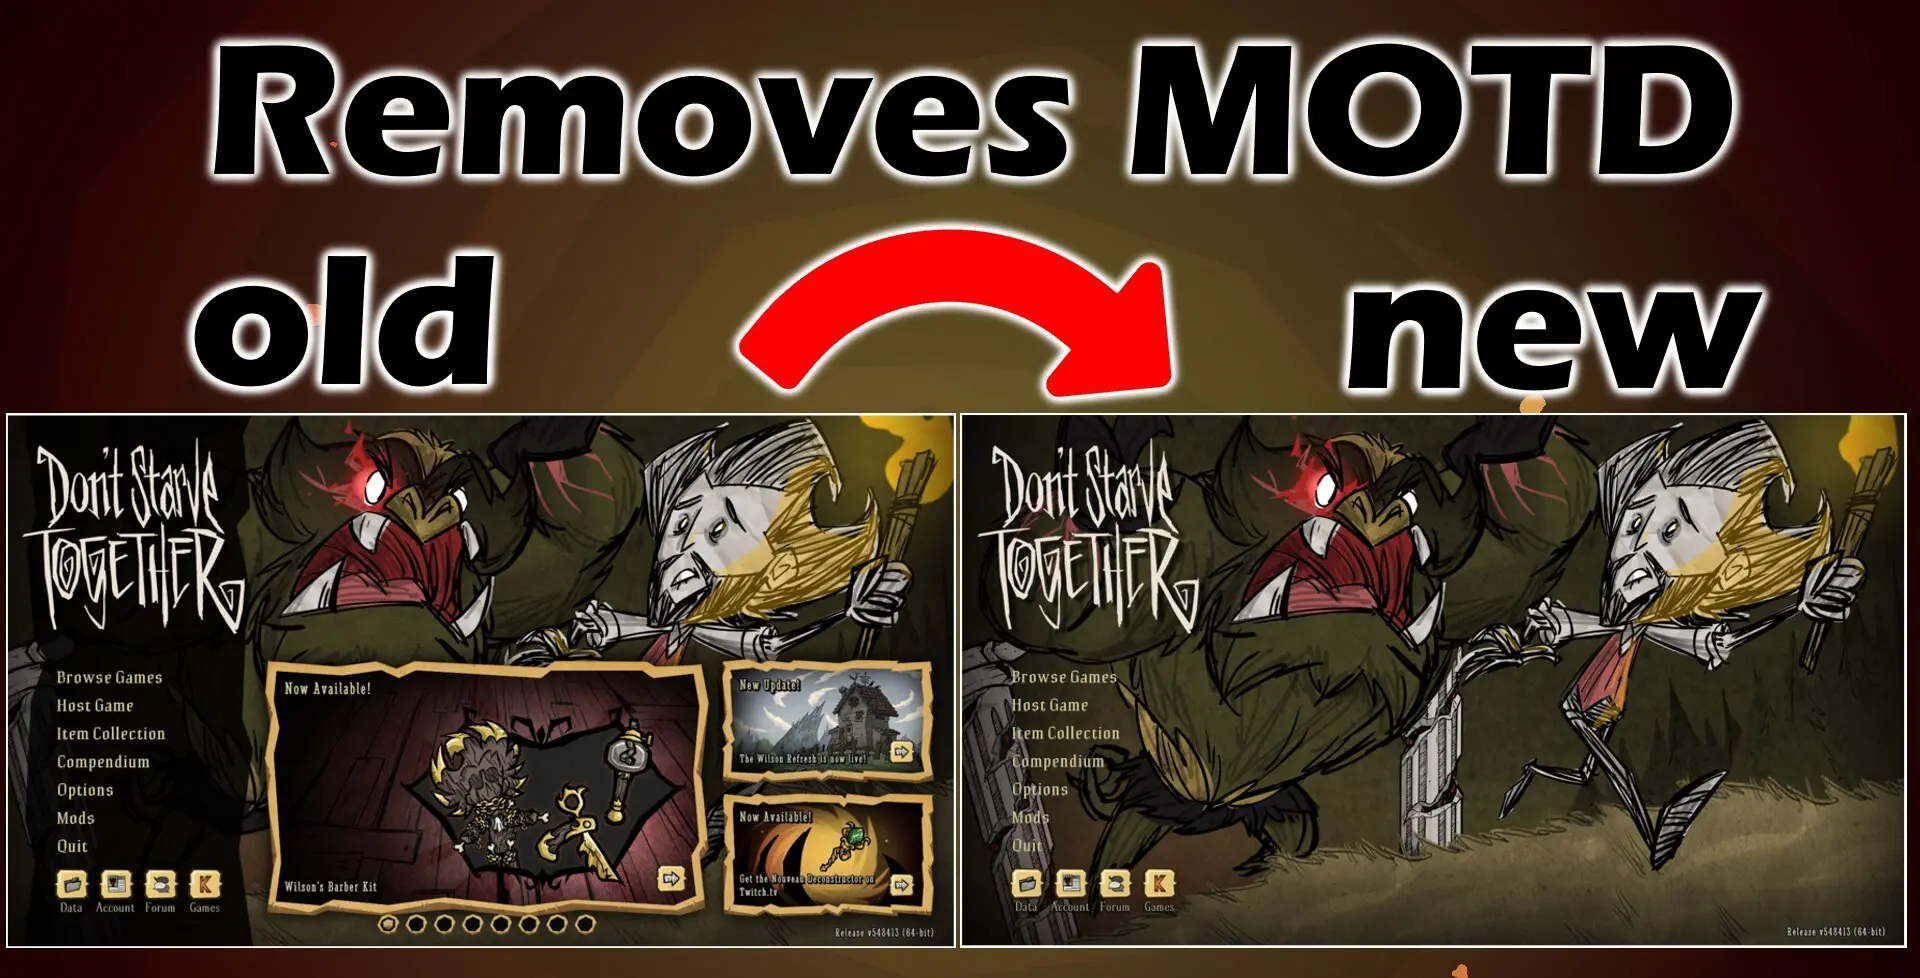 Removes MOTD
old
new
Don't Starve
TOGETHER
Browse Games
Host Game
Item Collection
Compendium
Options
Mods
Quit
Data Account Forum Games
Now Available!
Wilson's Barber Kit
New Update!
The Wilson Refresh is now live!
Now Available!
Get the Nouveau Deconstructor on
Twitch.tv
Release v548413 (64-bit)
Don't Starve
TOGETHER
Browse Games
Host Game
Item Collection
Compendium
Options
Mods
Quit
Data Account Forum Games
Release v548413 (64-bit)